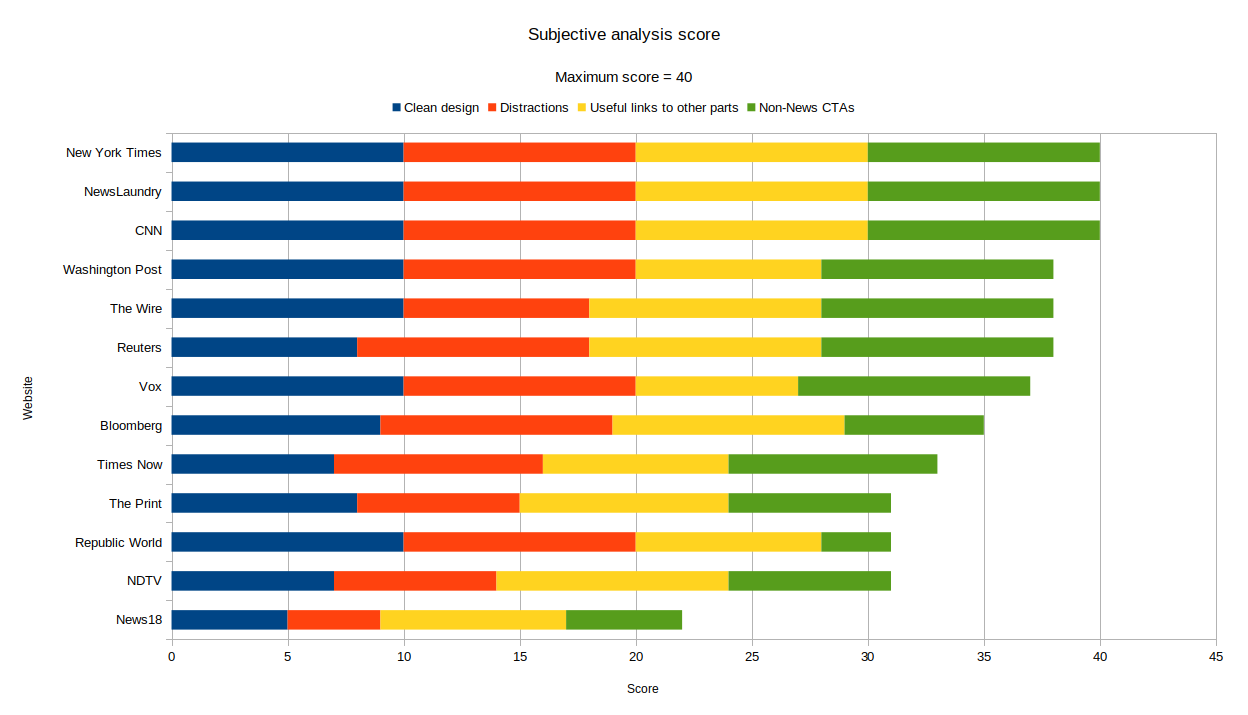 Subjective analysis score
Maximum score = 40
Clean design Distractions Useful links to other parts Non-News CTAs
New York Times
NewsLaundry
CNN
Washington Post
The Wire
Reuters
Vox
Bloomberg
Times Now
The Print
Republic World
NDTV
News18
Website
0 5 10 15 20 25 30 35 40 45
Score